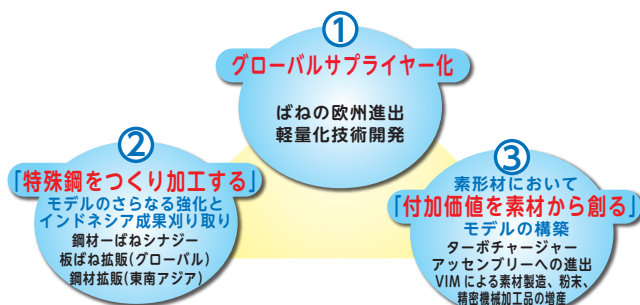 ①
グローバルサプライヤー化
ばねの欧州進出
軽量化技術開発
②
「特殊鋼をつくり加工する」
モデルのさらなる強化と
インドネシア成果刈り取り
鋼材ーばねシナジー
板ばね拡販(グローバル)
鋼材拡販(東南アジア)
③
素形材において
「付加価値を素材から創る」
モデルの構築
ターボチャージャー
アッセンブリーへの進出
VIMによる素材製造、粉末、
精密機械加工品の増産